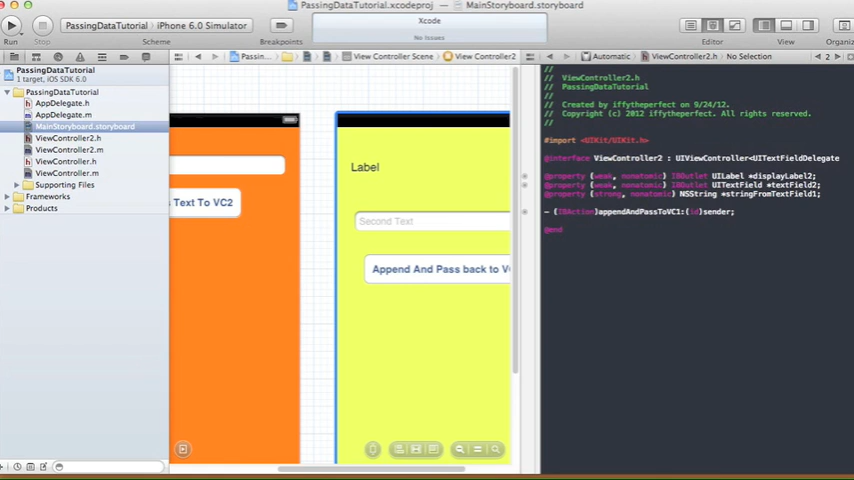 PassingDataTutorial.xcodeproj — MainStoryboard.storyboard
PassingDataTutorial
iPhone 6.0 Simulator
Xcode
No Issues
Run
Stop
Scheme
Breakpoints
Editor
View
Organiz
Passin...
View Controller Scene
View Controller2
Automatic
ViewController2.h
No Selection
2
PassingDataTutorial
1 target, iOS SDK 6.0
PassingDataTutorial
AppDelegate.h
AppDelegate.m
MainStoryboard.storyboard
ViewController2.h
ViewController2.m
ViewController.h
ViewController.m
Supporting Files
Frameworks
Products
s Text To VC2
Label
Second Text
Append And Pass back to V
//
// ViewController2.h
// PassingDataTutorial
//
// Created by iffytheperfect on 9/24/12.
// Copyright (c) 2012 iffytheperfect. All rights reserved.
//
#import <UIKit/UIKit.h>
@interface ViewController2 : UIViewController<UITextFieldDelegate
@property (weak, nonatomic) IBOutlet UILabel *displayLabel2;
@property (weak, nonatomic) IBOutlet UITextField *textField2;
@property (strong, nonatomic) NSString *stringFromTextField1;
- (IBAction)appendAndPassToVC1:(id)sender;
@end